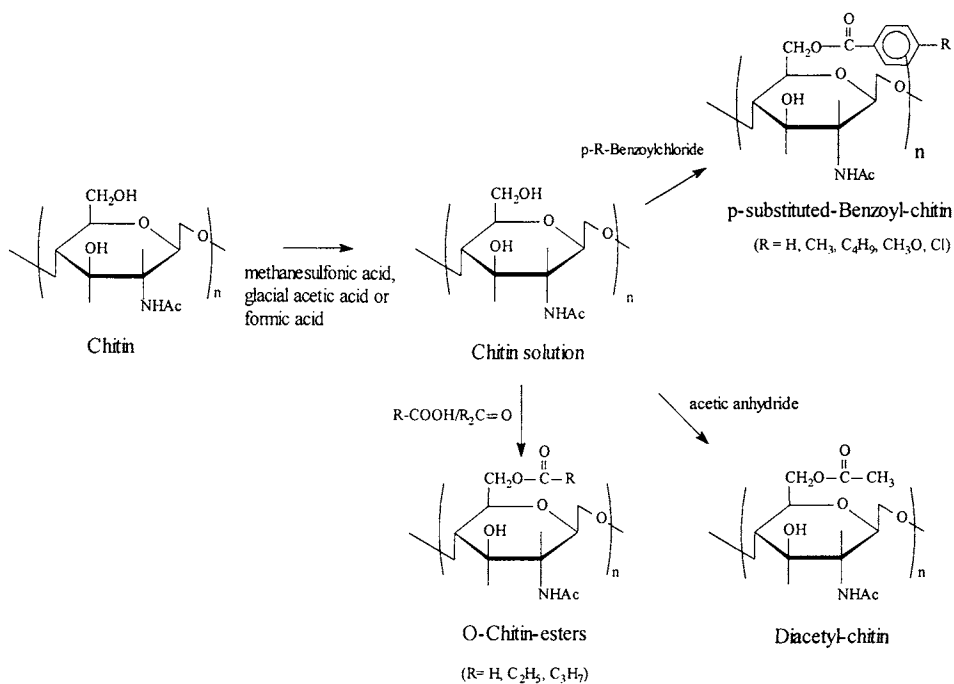 O
CH₂O—C
R
O
OH
O
NHAc
n
p-R-Benzoylchloride
p-substituted-Benzoyl-chitin
(R = H, CH₃, C₄H₉, CH₃O, Cl)
CH₂OH
O
OH
O
NHAc
n
Chitin
methanesulfonic acid,
glacial acetic acid or
formic acid
CH₂OH
O
OH
O
NHAc
n
Chitin solution
R-COOH/R₂C=O
acetic anhydride
O
CH₂O—C—R
O
OH
O
NHAc
n
O-Chitin-esters
(R= H, C₂H₅, C₃H₇)
O
CH₂O—C—CH₃
O
OH
O
NHAc
n
Diacetyl-chitin